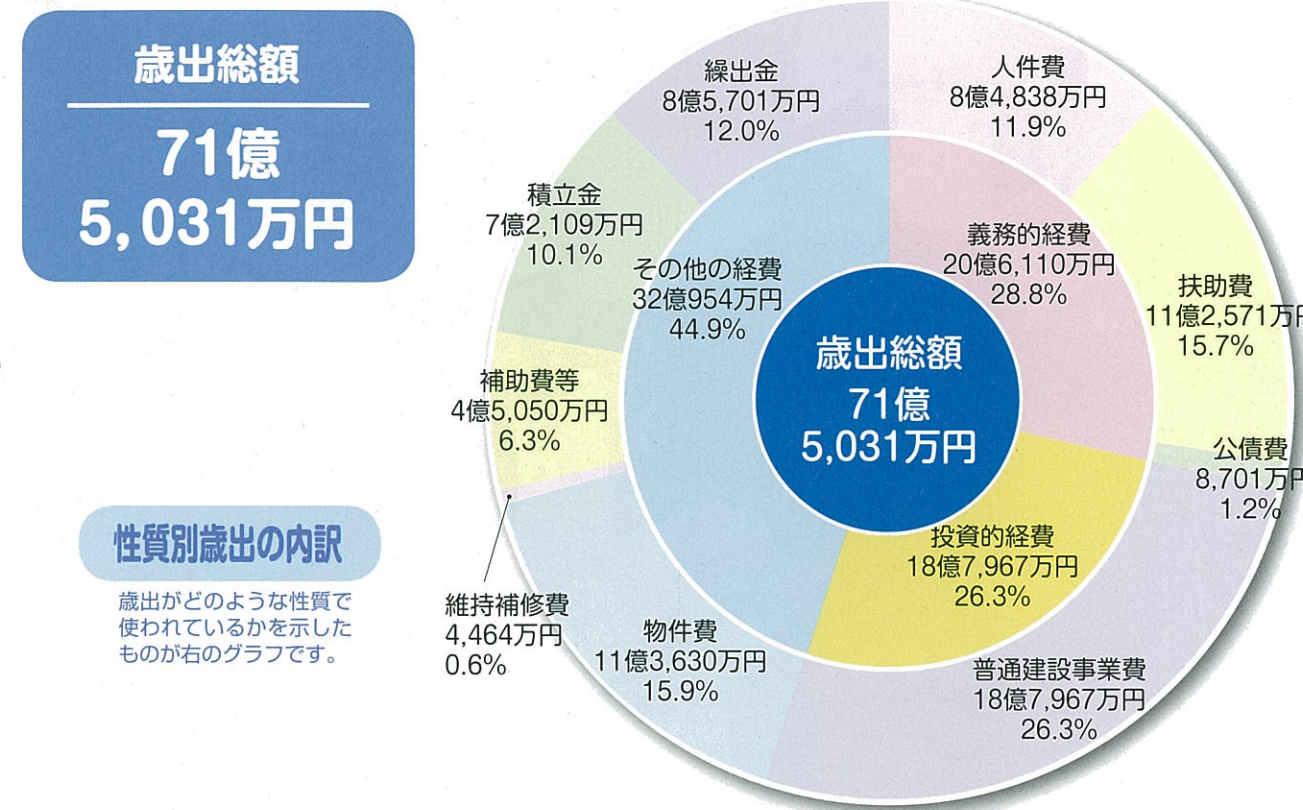 歳出総額
71億
5,031万円
性質別歳出の内訳
歳出がどのような性質で
使われているかを示した
ものが右のグラフです。
歳出総額
71億
5,031万円
義務的経費
20億6,110万円
28.8%
投資的経費
18億7,967万円
26.3%
その他の経費
32億954万円
44.9%
人件費
8億4,838万円
11.9%
扶助費
11億2,571万円
15.7%
公債費
8,701万円
1.2%
普通建設事業費
18億7,967万円
26.3%
物件費
11億3,630万円
15.9%
維持補修費
4,464万円
0.6%
補助費等
4億5,050万円
6.3%
積立金
7億2,109万円
10.1%
繰出金
8億5,701万円
12.0%